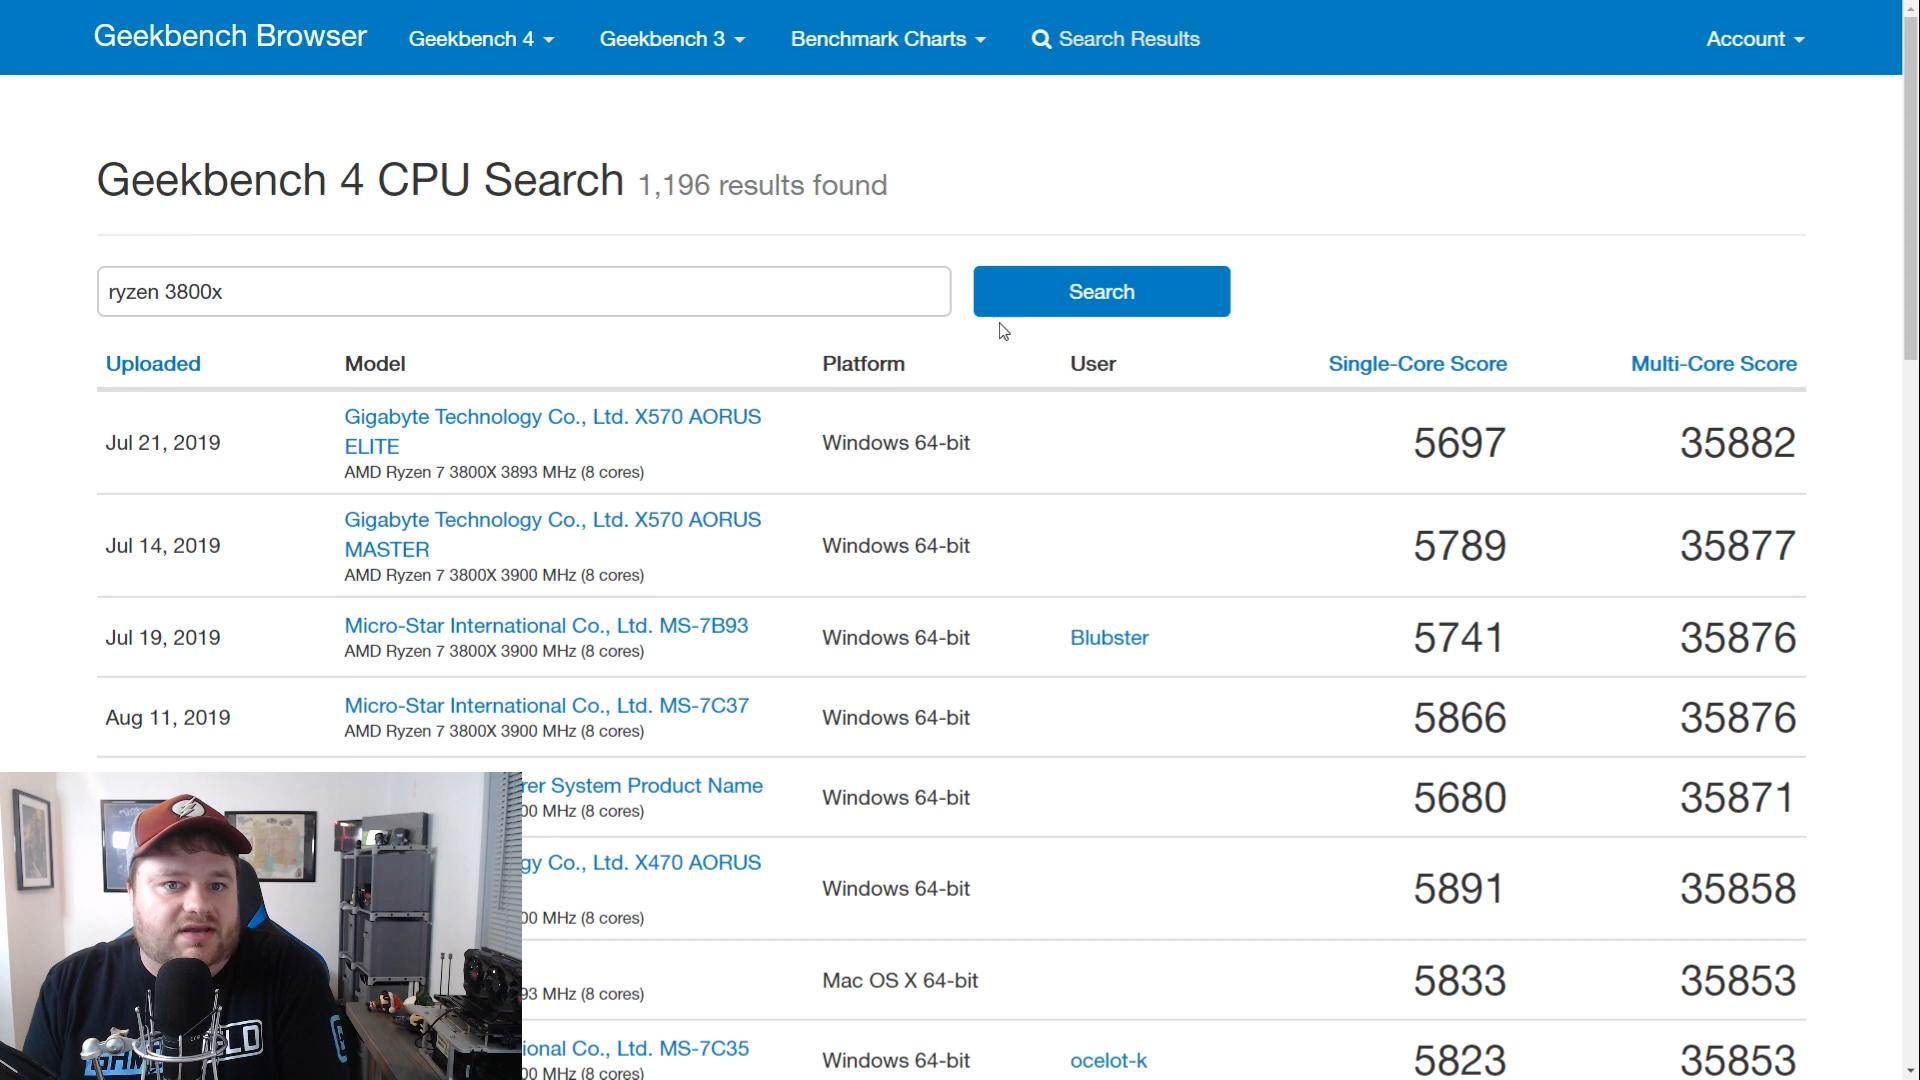 Geekbench Browser Geekbench 4 Geekbench 3 Benchmark Charts Search Results Account
Geekbench 4 CPU Search 1,196 results found
ryzen 3800x Search
Uploaded Model Platform User Single-Core Score Multi-Core Score
Gigabyte Technology Co., Ltd. X570 AORUS
ELITE
Jul 21, 2019 Windows 64-bit 5697 35882
AMD Ryzen 7 3800X 3893 MHz (8 cores)
Gigabyte Technology Co., Ltd. X570 AORUS
MASTER
Jul 14, 2019 Windows 64-bit 5789 35877
AMD Ryzen 7 3800X 3900 MHz (8 cores)
Micro-Star International Co., Ltd. MS-7B93
Jul 19, 2019 Windows 64-bit Blubster 5741 35876
AMD Ryzen 7 3800X 3900 MHz (8 cores)
Micro-Star International Co., Ltd. MS-7C37
Aug 11, 2019 Windows 64-bit 5866 35876
AMD Ryzen 7 3800X 3900 MHz (8 cores)
rer System Product Name
Windows 64-bit 5680 35871
00 MHz (8 cores)
gy Co., Ltd. X470 AORUS
Windows 64-bit 5891 35858
00 MHz (8 cores)
Mac OS X 64-bit 5833 35853
93 MHz (8 cores)
ional Co., Ltd. MS-7C35
Windows 64-bit ocelot-k 5823 35853
00 MHz (8 cores)